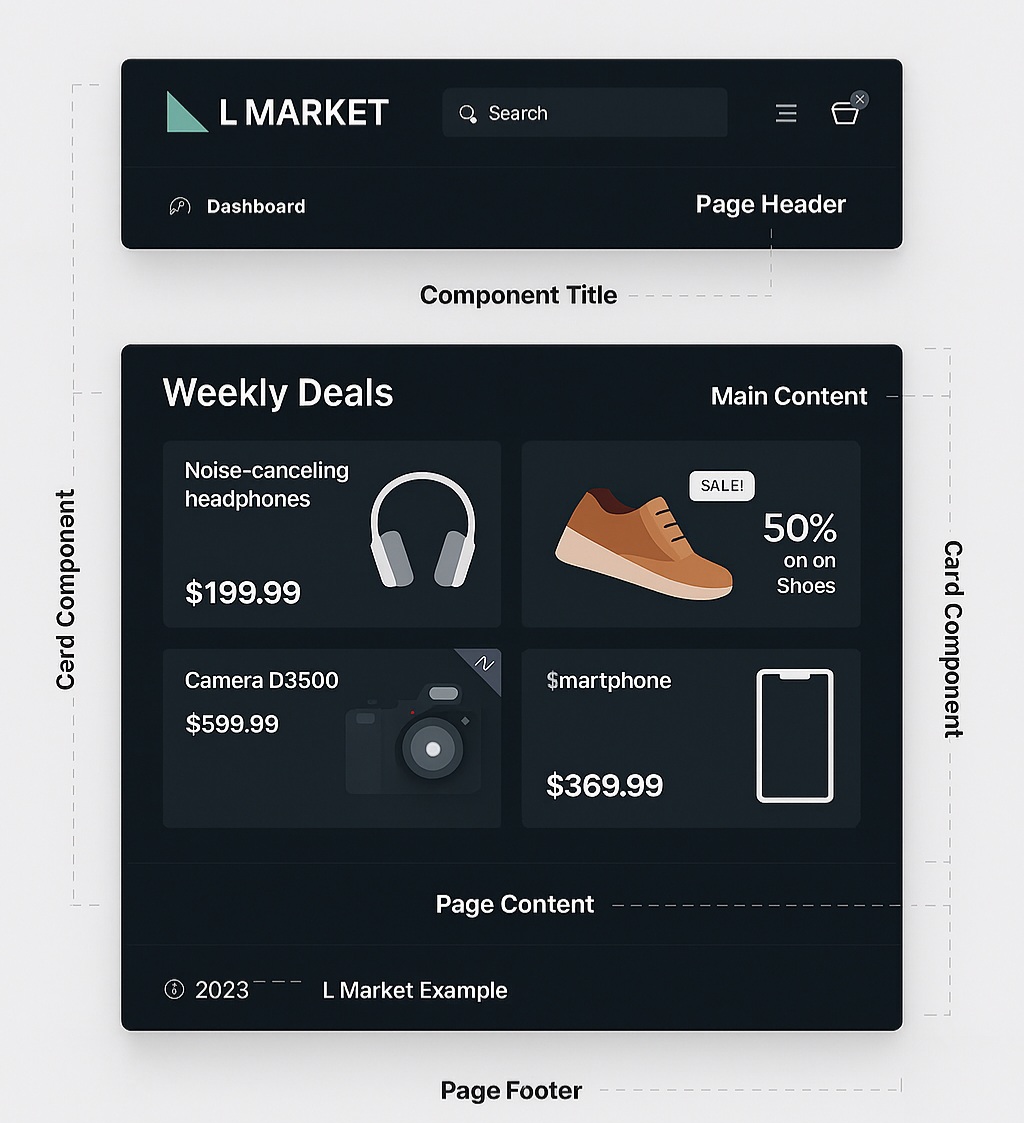 L MARKET
Search
Dashboard
Page Header
Component Title
Weekly Deals
Main Content
Noise-canceling
headphones
$199.99
SALE!
50%
on on
Shoes
Camera D3500
$599.99
$martphone
$369.99
Cerd Component
Card Component
Page Content
2023
L Market Example
Page Footer